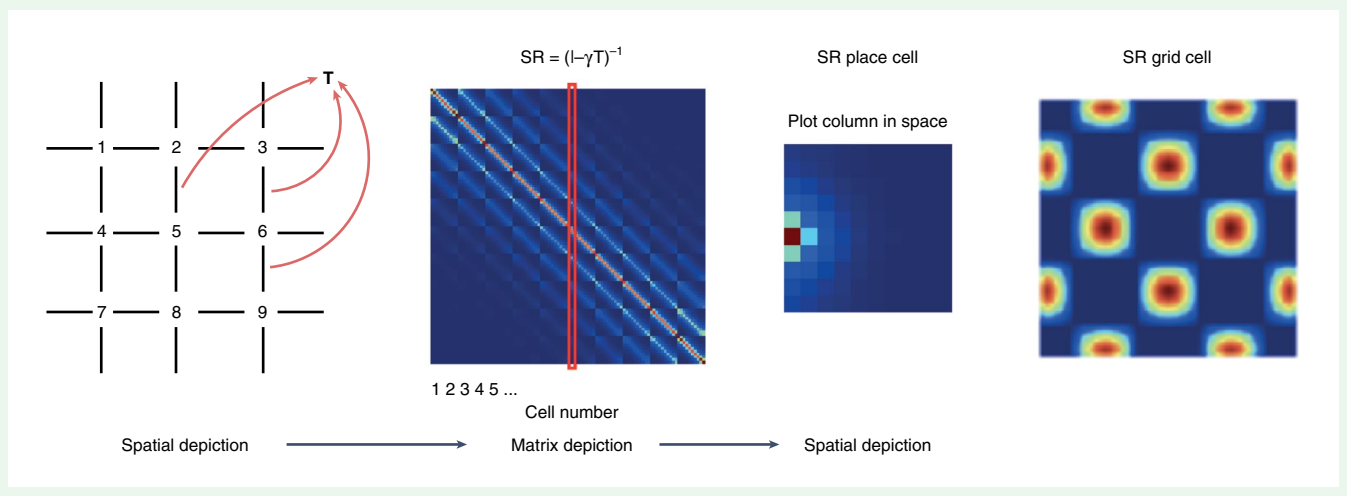 T
1 2 3
4 5 6
7 8 9
Spatial depiction
SR = (I–γT)⁻¹
1 2 3 4 5 ...
Cell number
Matrix depiction
SR place cell
Plot column in space
Spatial depiction
SR grid cell